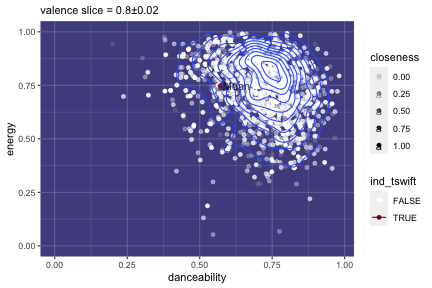 valence slice = 0.8±0.02
1.00
0.75
0.50
0.25
0.00
energy
Mean
0.00
0.25
0.50
0.75
1.00
danceability
closeness
0.00
0.25
0.50
0.75
1.00
ind_tswift
FALSE
TRUE